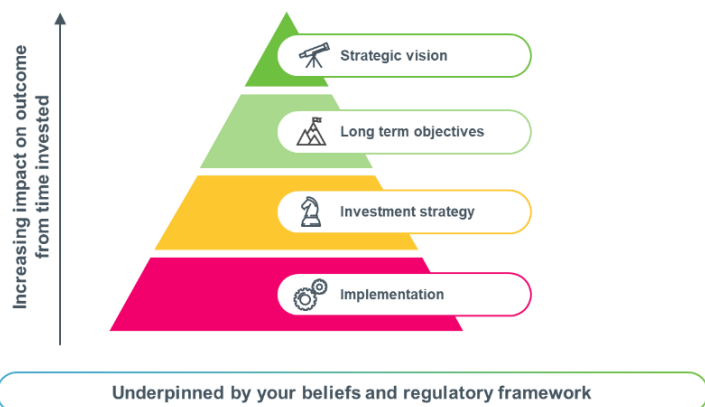 Increasing impact on outcome
from time invested
Strategic vision
Long term objectives
Investment strategy
Implementation
Underpinned by your beliefs and regulatory framework